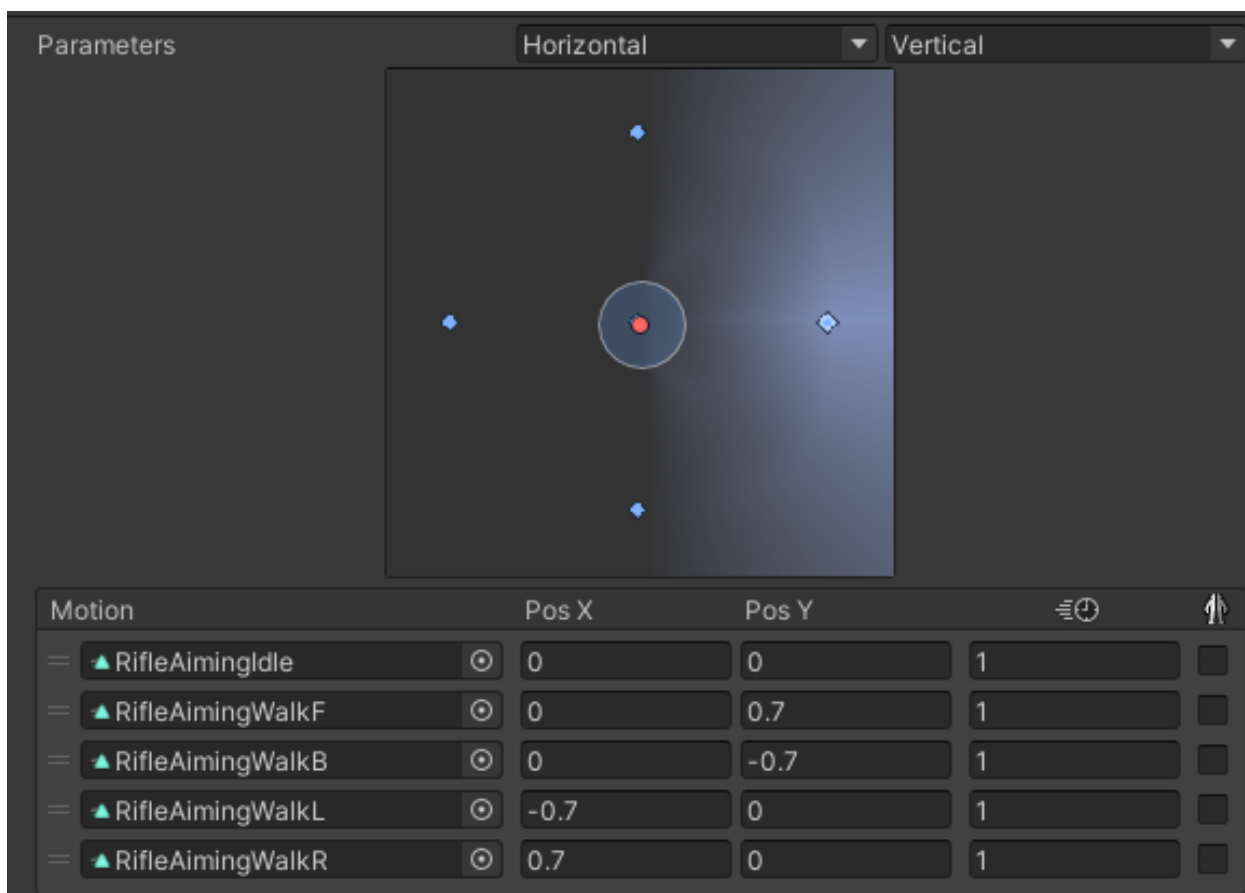 Parameters Horizontal Vertical
Motion Pos X Pos Y
RifleAimingIdle 0 0 1
RifleAimingWalkF 0 0.7 1
RifleAimingWalkB 0 -0.7 1
RifleAimingWalkL -0.7 0 1
RifleAimingWalkR 0.7 0 1